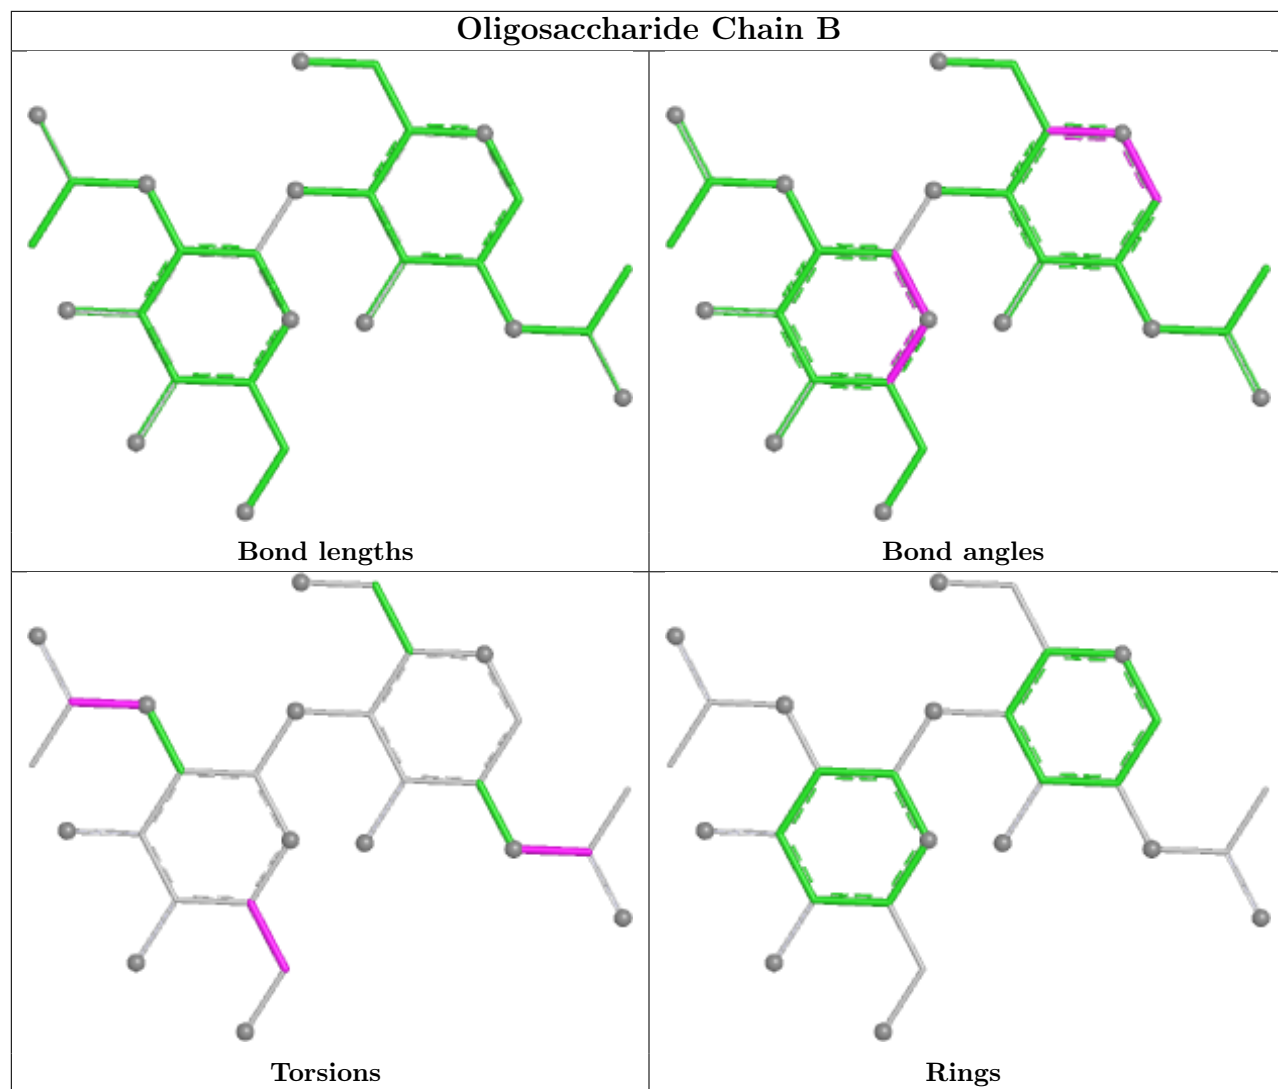 Oligosaccharide Chain B
Bond lengths
Bond angles
Torsions
Rings